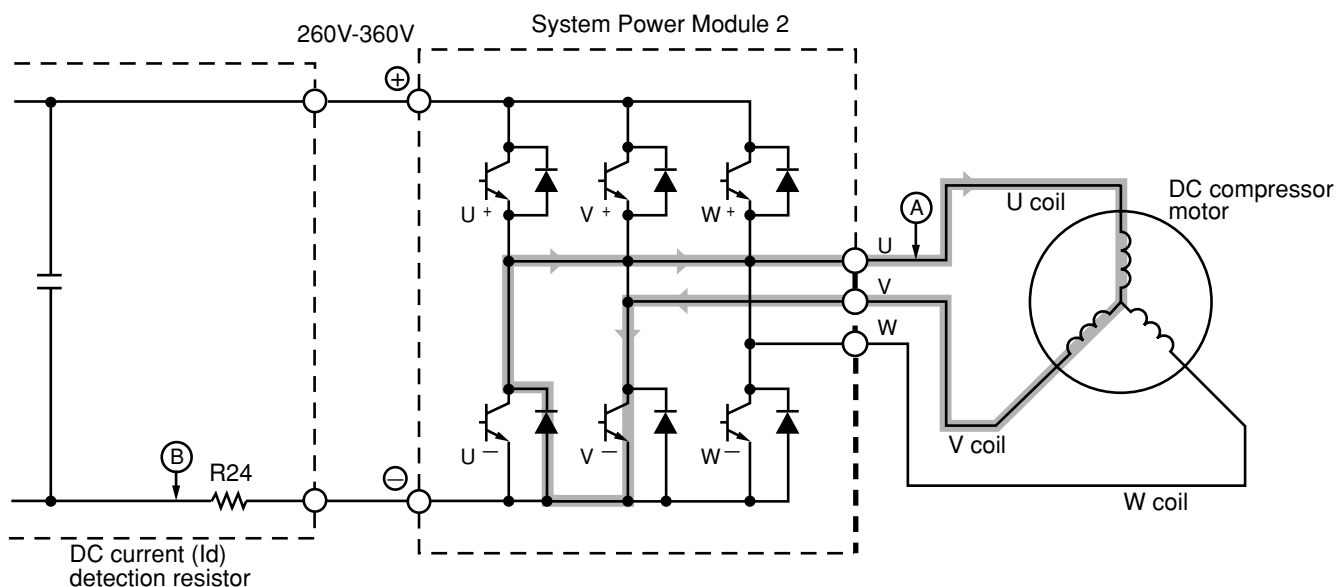 System Power Module 2
260V-360V
⊕
U +
V +
W +
A
U coil
DC compressor
motor
U
V
W
B
R24
⊖
U −
V −
W −
V coil
W coil
DC current (Id)
detection resistor